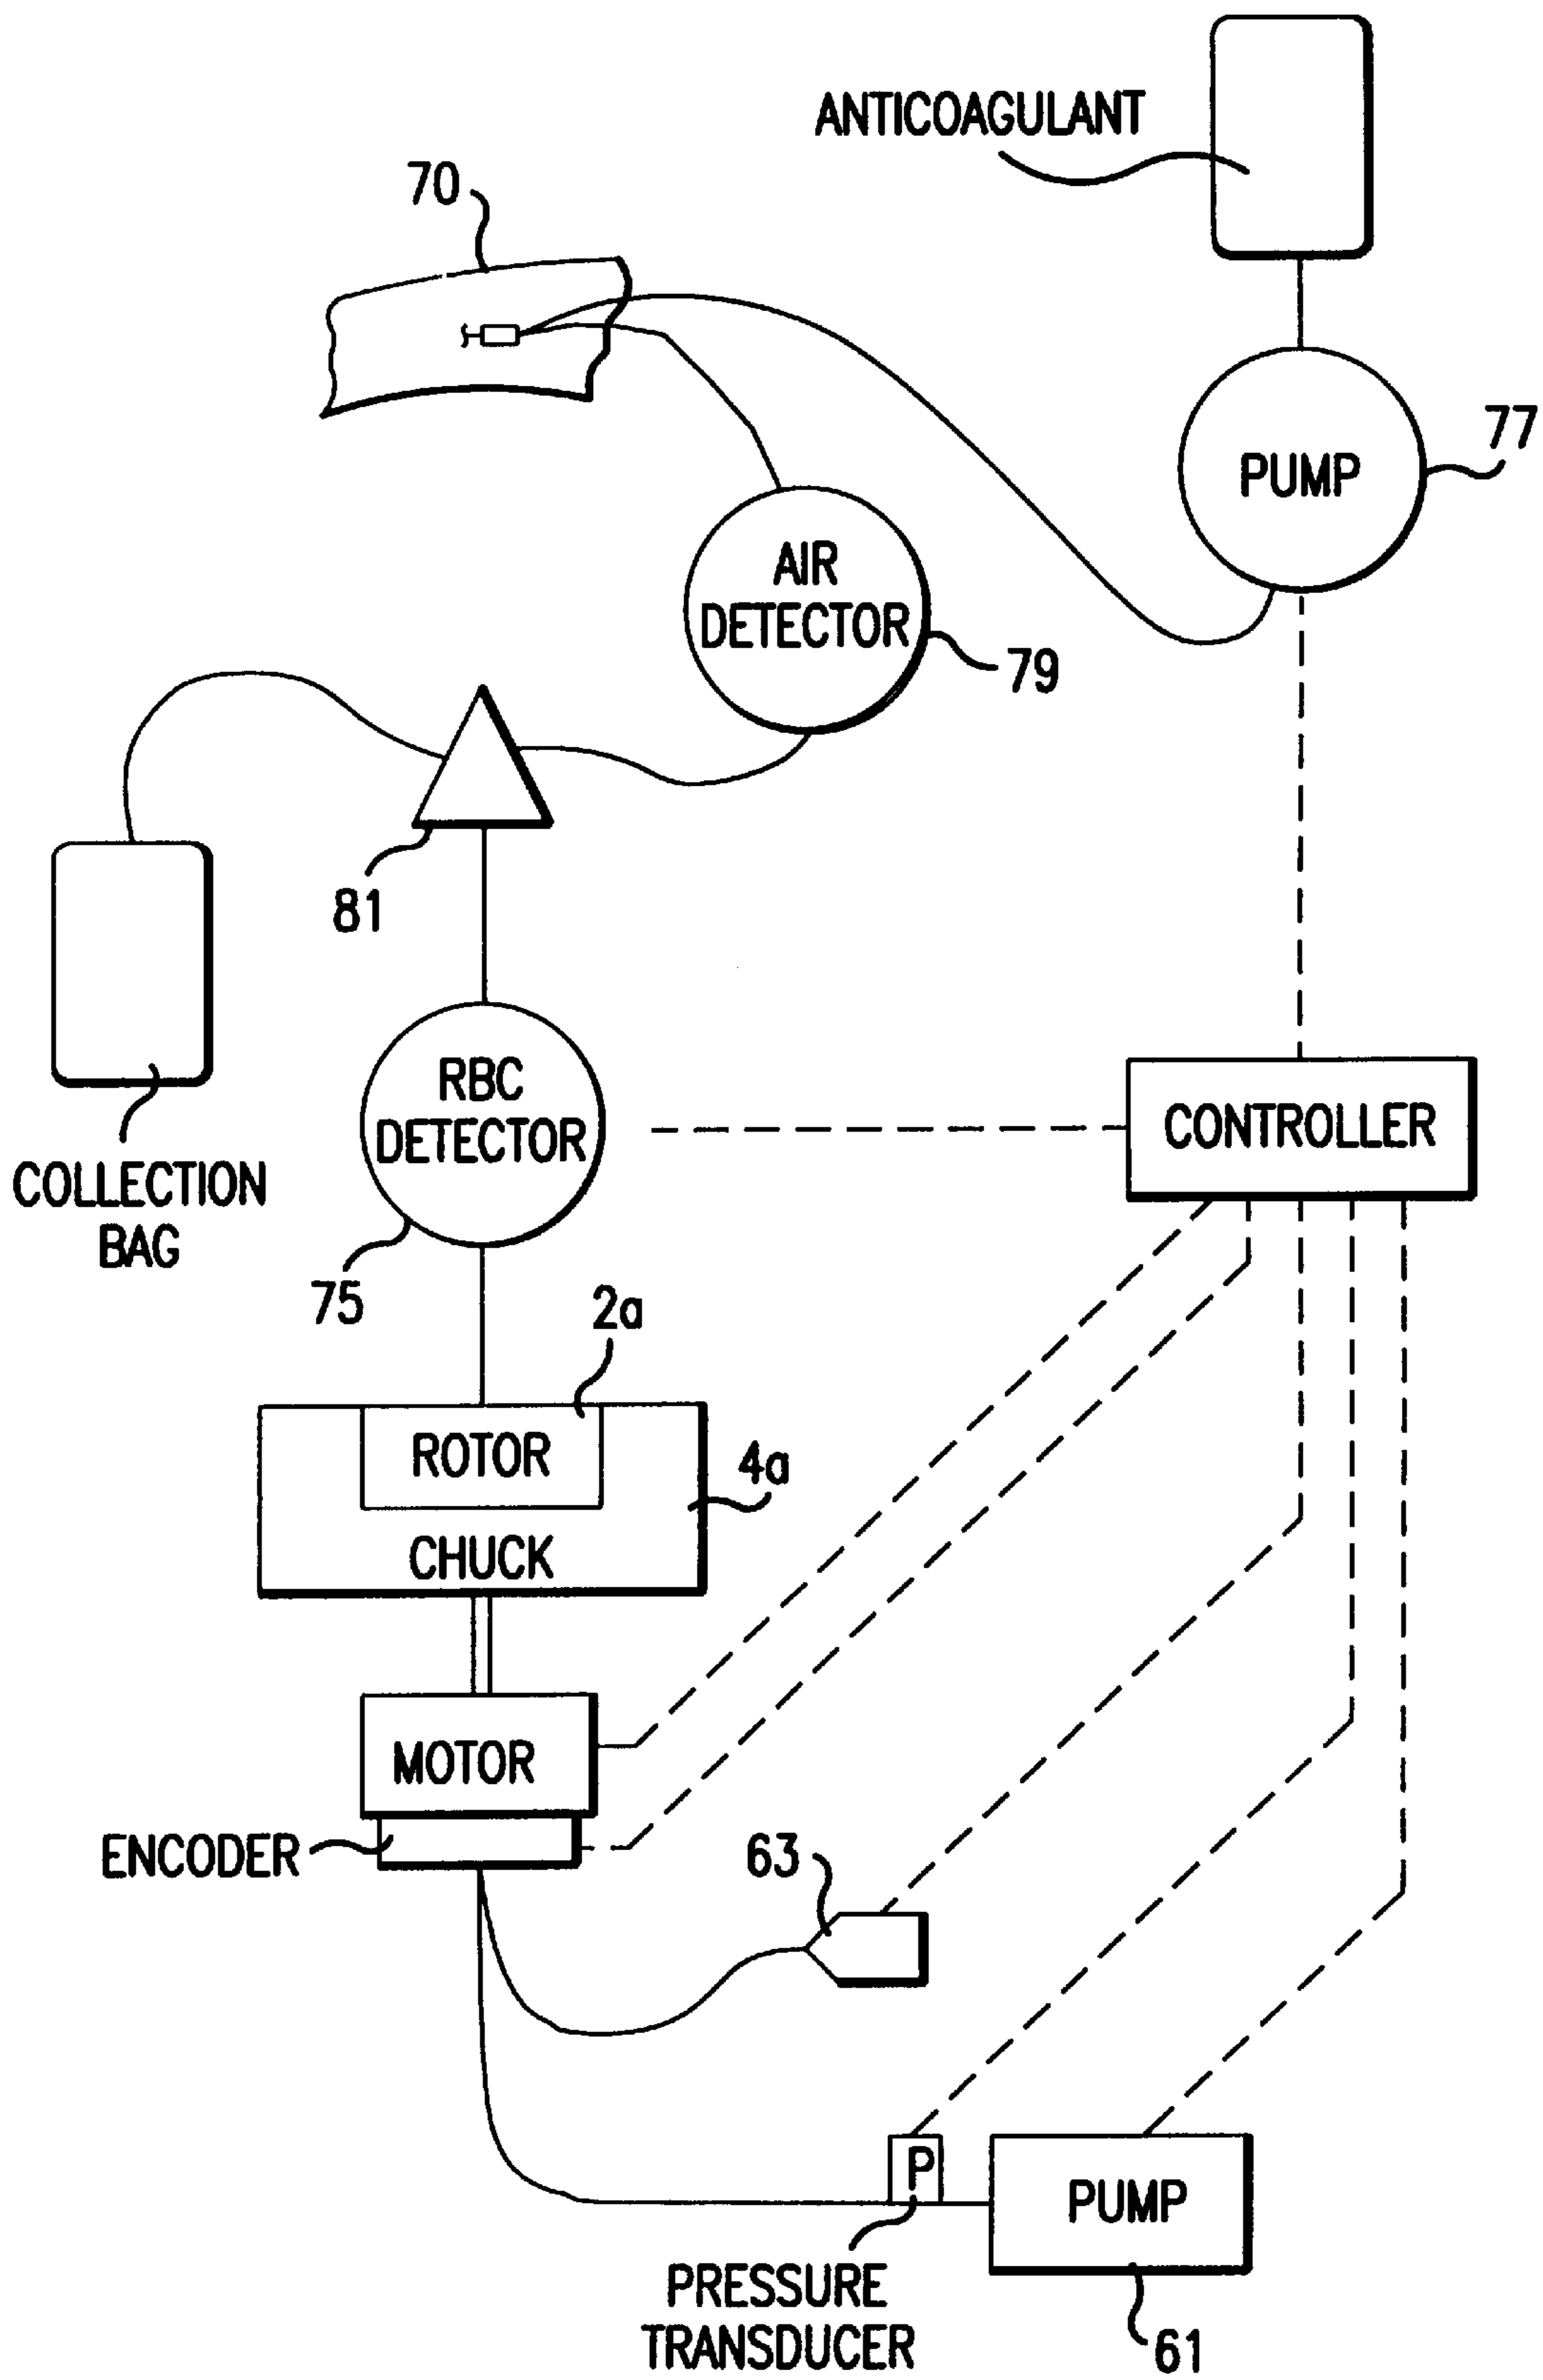 ANTICOAGULANT
70
PUMP
77
AIR
DETECTOR
79
81
RBC
DETECTOR
CONTROLLER
COLLECTION
BAG
75
2a
ROTOR
4a
CHUCK
MOTOR
ENCODER
63
P
PUMP
PRESSURE
TRANSDUCER
61